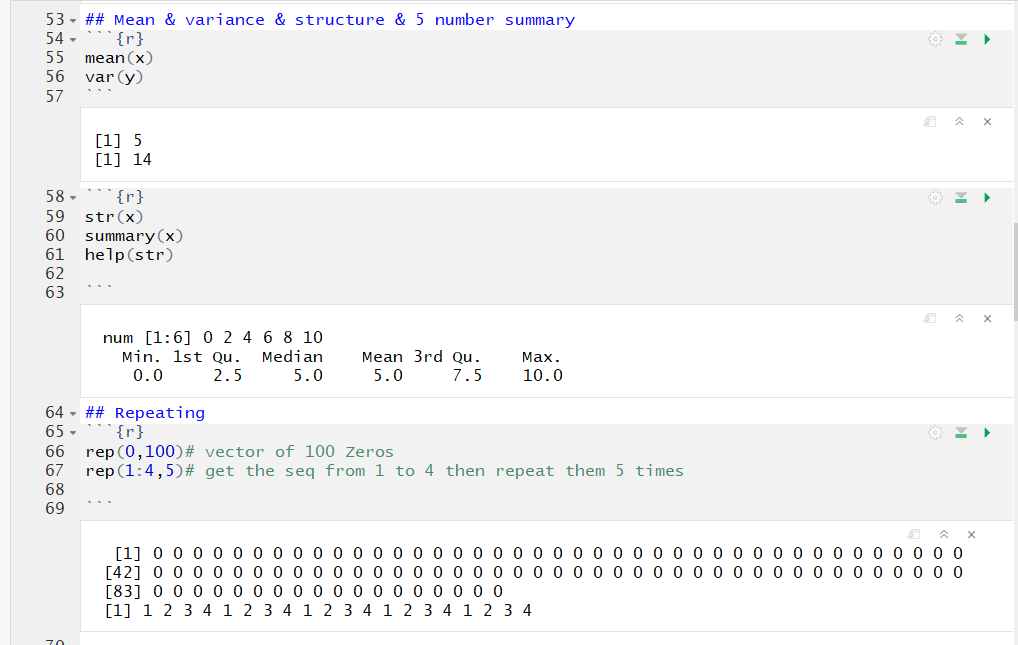 53 ## Mean & variance & structure & 5 number summary
54 ```{r}
55 mean(x)
56 var(y)
57 ```
[1] 5
[1] 14
58 ```{r}
59 str(x)
60 summary(x)
61 help(str)
62
63 ```
num [1:6] 0 2 4 6 8 10
Min. 1st Qu. Median Mean 3rd Qu. Max.
0.0 2.5 5.0 5.0 7.5 10.0
64 ## Repeating
65 ```{r}
66 rep(0,100)# vector of 100 Zeros
67 rep(1:4,5)# get the seq from 1 to 4 then repeat them 5 times
68
69 ```
[1] 0 0 0 0 0 0 0 0 0 0 0 0 0 0 0 0 0 0 0 0 0 0 0 0 0 0 0 0 0 0 0 0 0 0 0 0 0 0 0 0 0
[42] 0 0 0 0 0 0 0 0 0 0 0 0 0 0 0 0 0 0 0 0 0 0 0 0 0 0 0 0 0 0 0 0 0 0 0 0 0 0 0 0 0
[83] 0 0 0 0 0 0 0 0 0 0 0 0 0 0 0 0 0 0
[1] 1 2 3 4 1 2 3 4 1 2 3 4 1 2 3 4 1 2 3 4
70